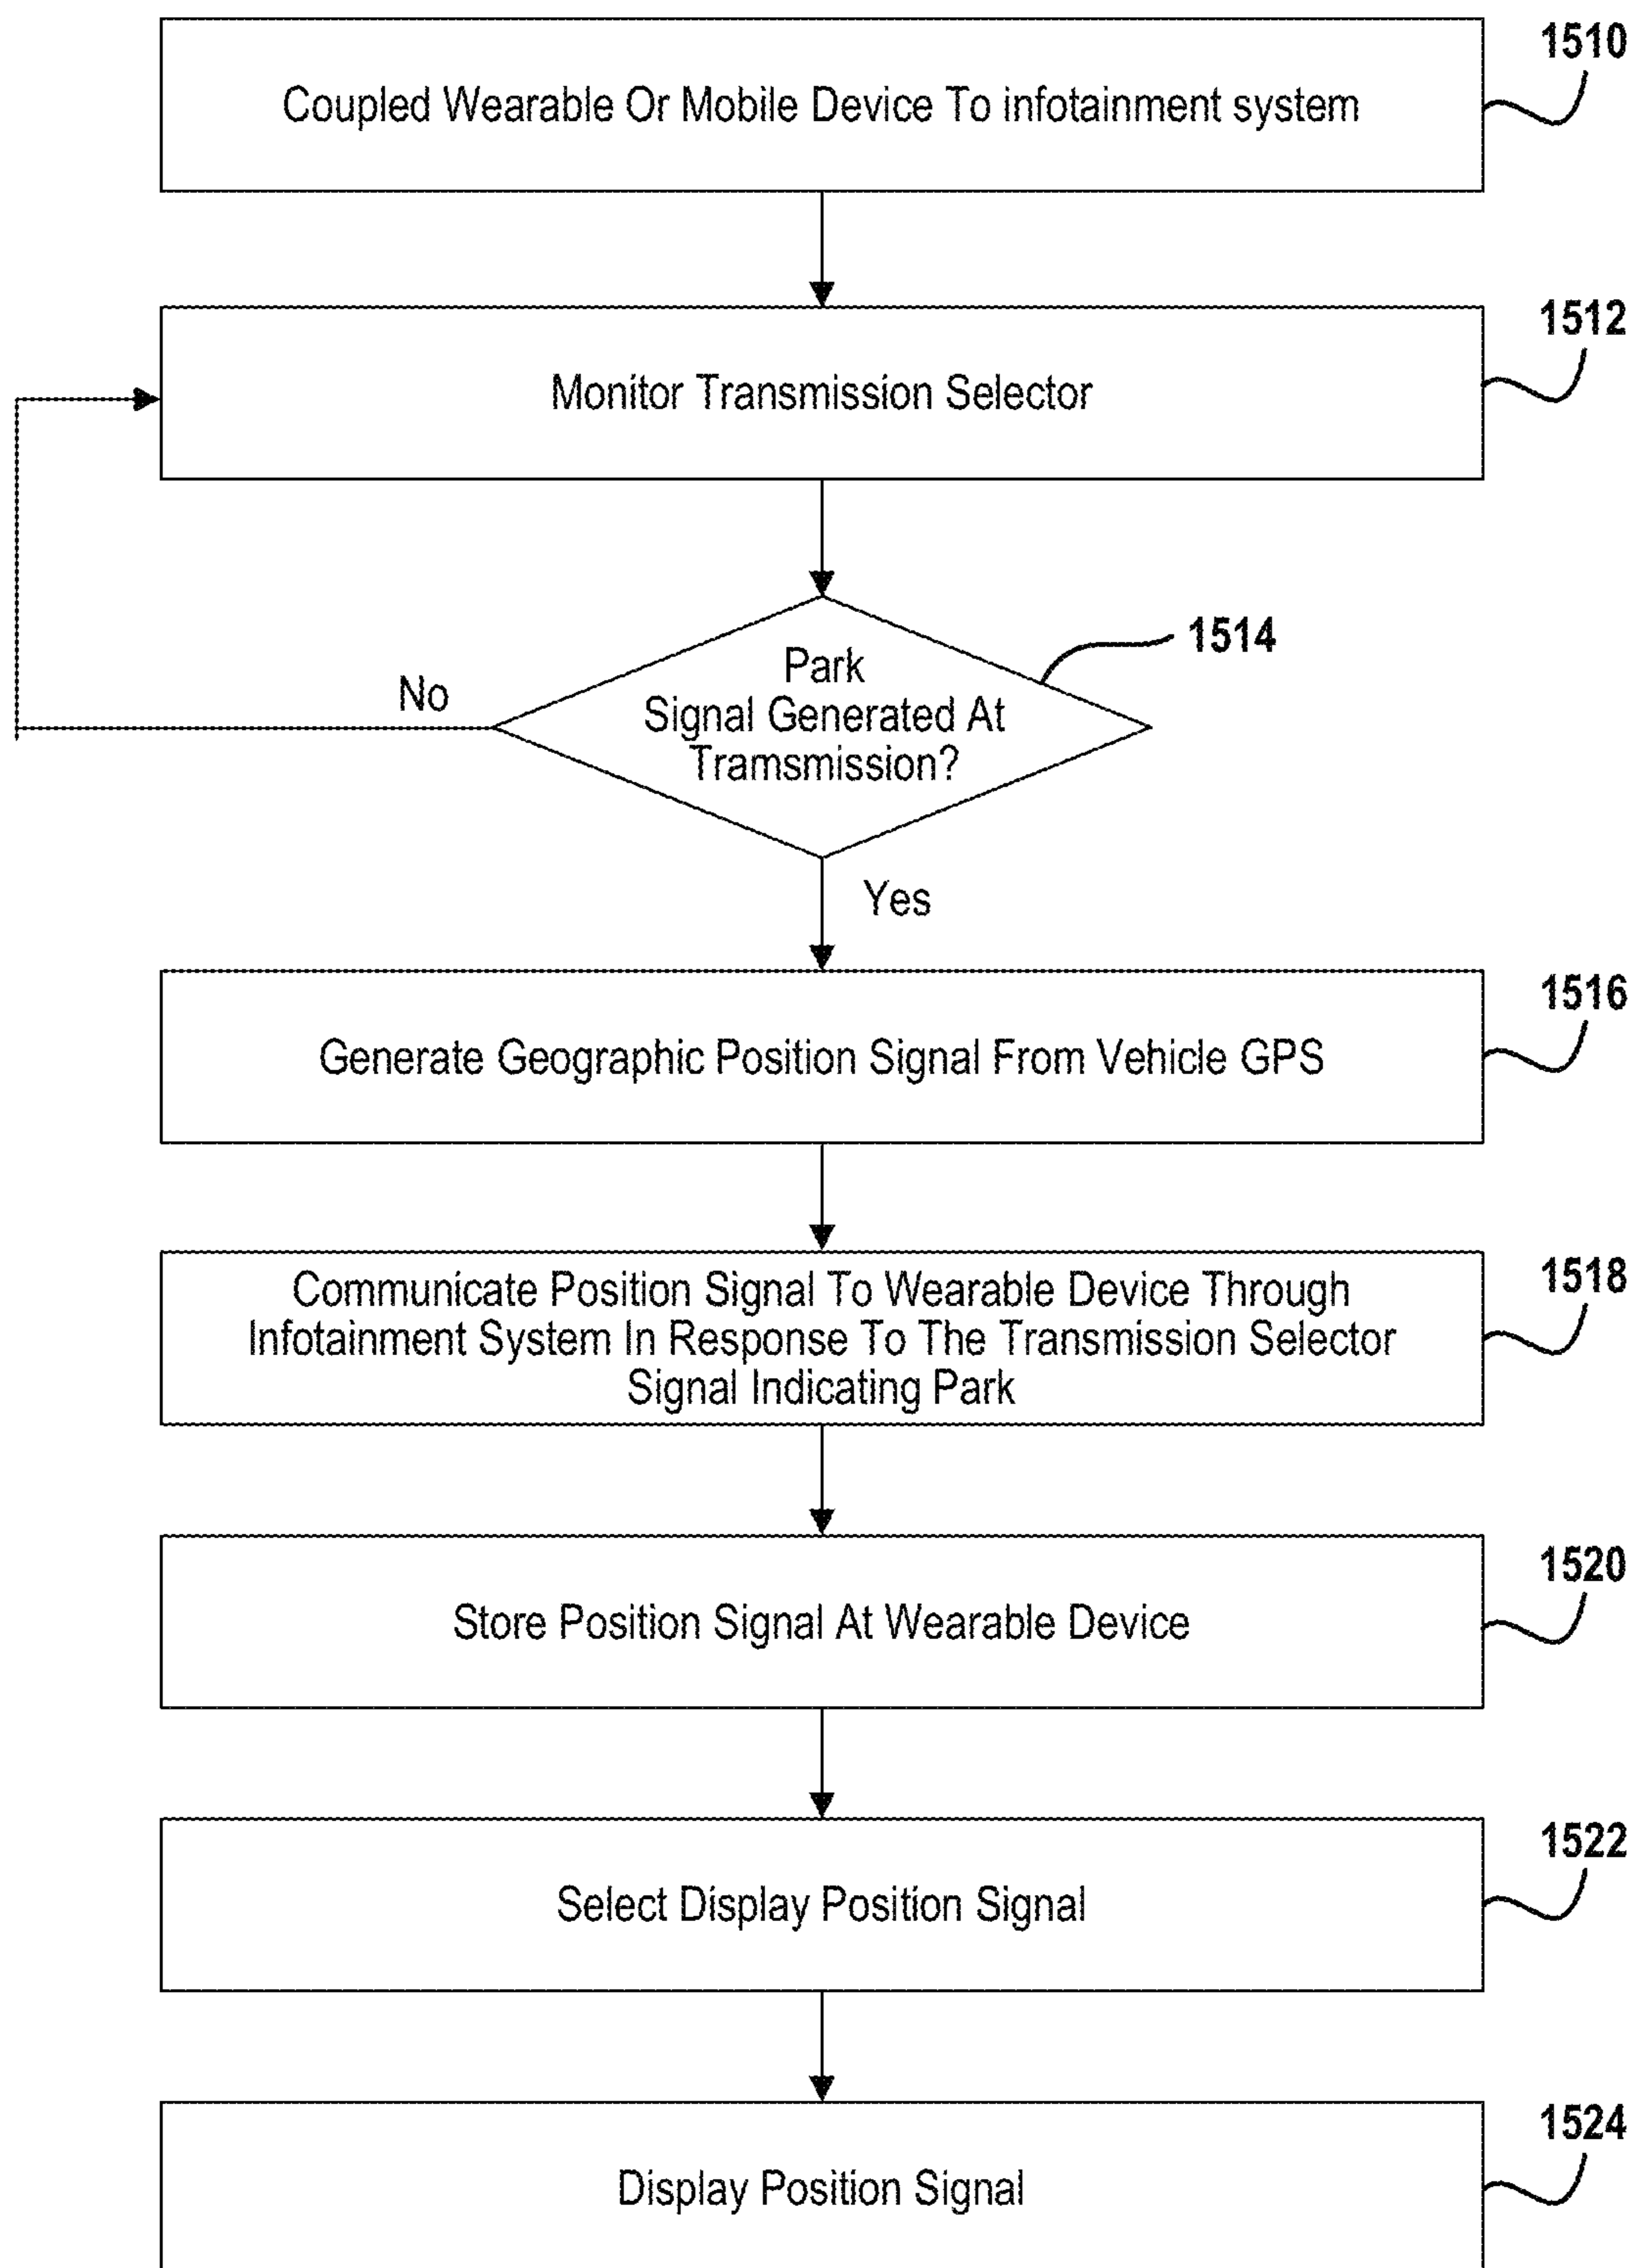 1510
Coupled Wearable Or Mobile Device To infotainment system
1512
Monitor Transmission Selector
1514
Park
Signal Generated At
Tramsmission?
No
Yes
1516
Generate Geographic Position Signal From Vehicle GPS
1518
Communicate Position Signal To Wearable Device Through
Infotainment System In Response To The Transmission Selector
Signal Indicating Park
1520
Store Position Signal At Wearable Device
1522
Select Display Position Signal
1524
Display Position Signal